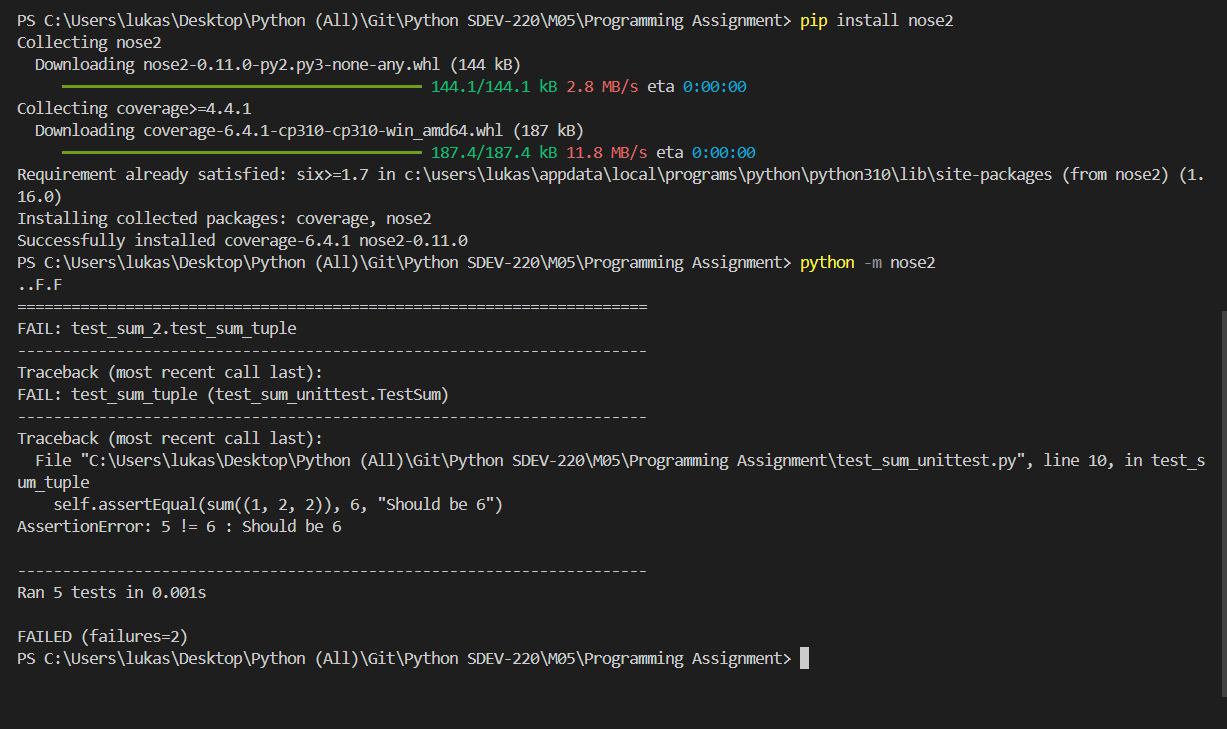 PS C:\Users\lukas\Desktop\Python (All)\Git\Python SDEV-220\M05\Programming Assignment> pip install nose2
Collecting nose2
  Downloading nose2-0.11.0-py2.py3-none-any.whl (144 kB)
144.1/144.1 kB 2.8 MB/s eta 0:00:00
Collecting coverage>=4.4.1
  Downloading coverage-6.4.1-cp310-cp310-win_amd64.whl (187 kB)
187.4/187.4 kB 11.8 MB/s eta 0:00:00
Requirement already satisfied: six>=1.7 in c:\users\lukas\appdata\local\programs\python\python310\lib\site-packages (from nose2) (1.
16.0)
Installing collected packages: coverage, nose2
Successfully installed coverage-6.4.1 nose2-0.11.0
PS C:\Users\lukas\Desktop\Python (All)\Git\Python SDEV-220\M05\Programming Assignment> python -m nose2
..F.F
======================================================================
FAIL: test_sum_2.test_sum_tuple
----------------------------------------------------------------------
Traceback (most recent call last):
FAIL: test_sum_tuple (test_sum_unittest.TestSum)
----------------------------------------------------------------------
Traceback (most recent call last):
  File "C:\Users\lukas\Desktop\Python (All)\Git\Python SDEV-220\M05\Programming Assignment\test_sum_unittest.py", line 10, in test_s
um_tuple
    self.assertEqual(sum((1, 2, 2)), 6, "Should be 6")
AssertionError: 5 != 6 : Should be 6
----------------------------------------------------------------------
Ran 5 tests in 0.001s
FAILED (failures=2)
PS C:\Users\lukas\Desktop\Python (All)\Git\Python SDEV-220\M05\Programming Assignment>